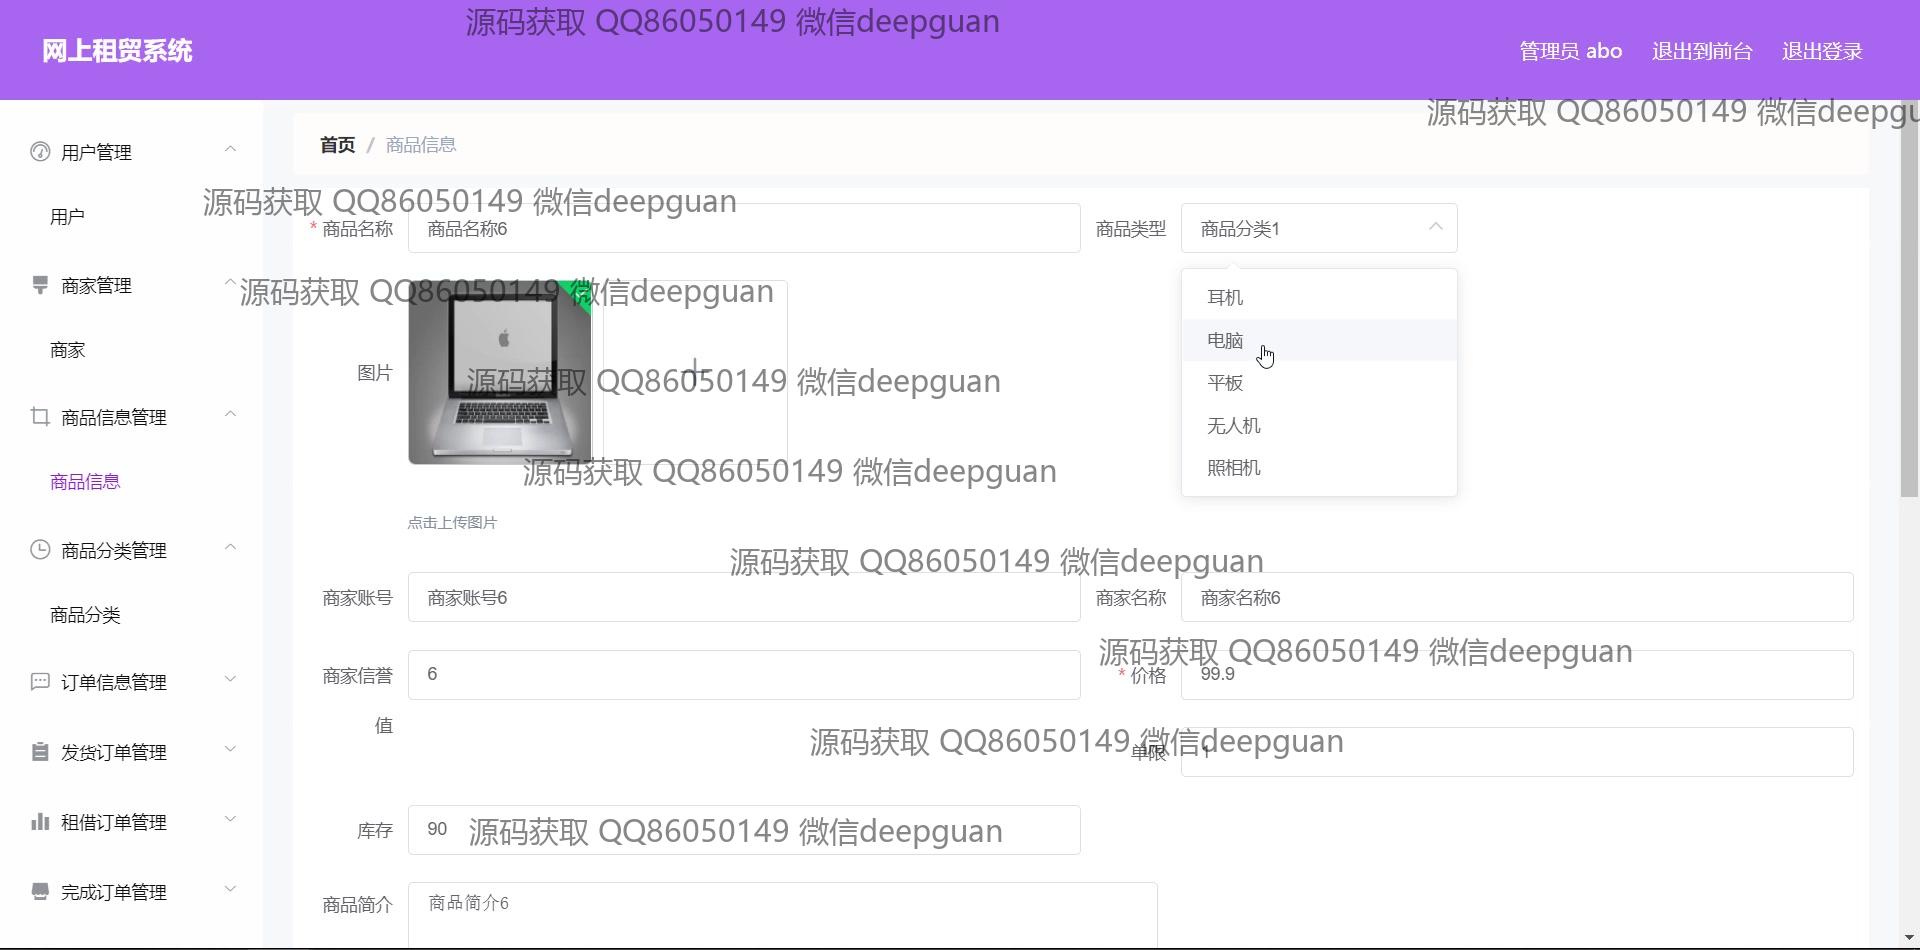 源码获取 QQ86050149 微信deepguan
网上租贸系统
管理员 abo 退出到前台 退出登录
源码获取 QQ86050149 微信deepgu
首页 / 商品信息
用户管理
用户
商家管理
商家
商品信息管理
商品信息
商品分类管理
商品分类
订单信息管理
发货订单管理
租借订单管理
完成订单管理
源码获取 QQ86050149 微信deepguan
* 商品名称 商品名称6
商品类型 商品分类1
源码获取 QQ86050149 微信deepguan
耳机
电脑
平板
无人机
照相机
图片
源码获取 QQ86050149 微信deepguan
源码获取 QQ86050149 微信deepguan
点击上传图片
源码获取 QQ86050149 微信deepguan
商家账号 商家账号6
商家名称 商家名称6
源码获取 QQ86050149 微信deepguan
商家信誉值 6
* 价格 99.9
源码获取 QQ86050149 微信deepguan
单限 1
库存 90
源码获取 QQ86050149 微信deepguan
商品简介 商品简介6